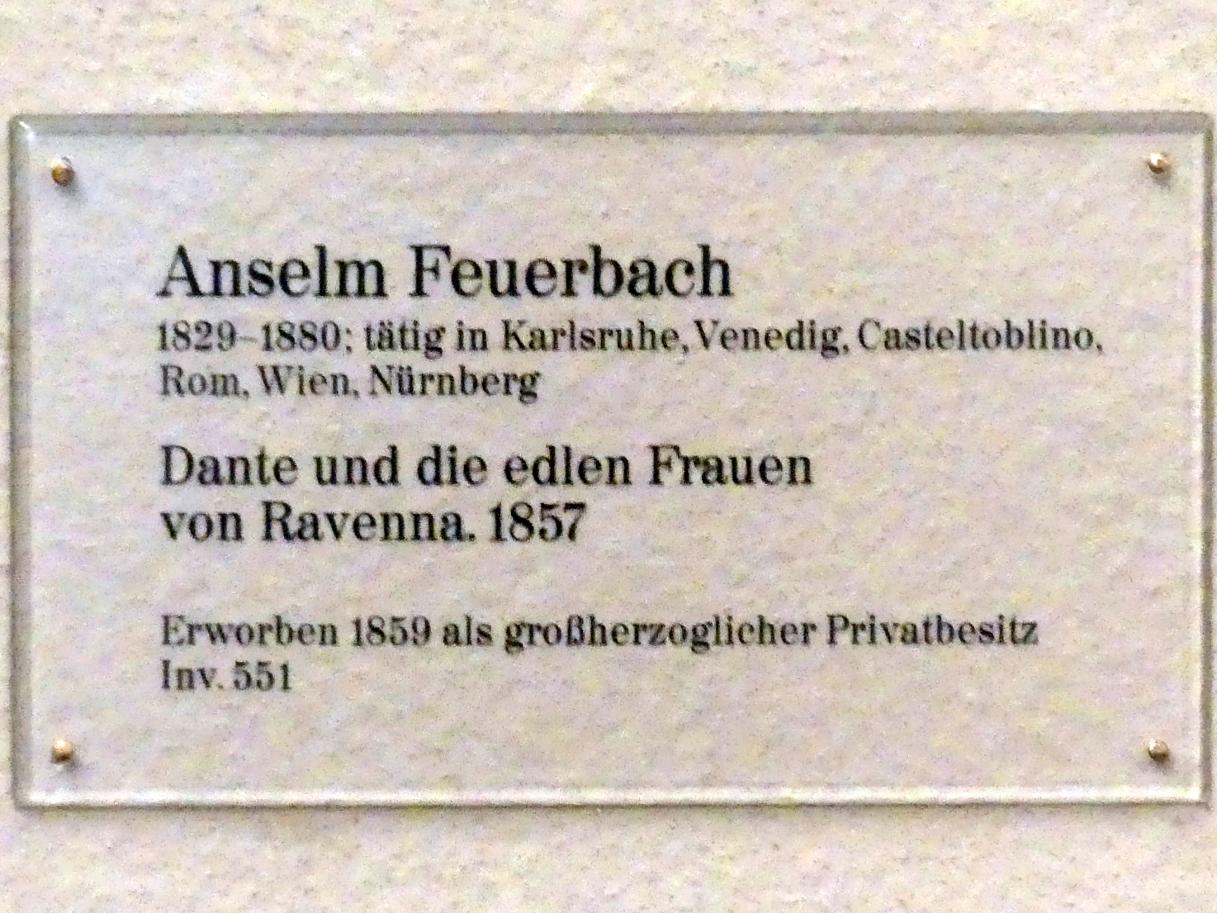 Anselm Feuerbach
1829–1880; tätig in Karlsruhe, Venedig, Casteltoblino,
Rom, Wien, Nürnberg
Dante und die edlen Frauen
von Ravenna. 1857
Erworben 1859 als großherzoglicher Privatbesitz
Inv. 551